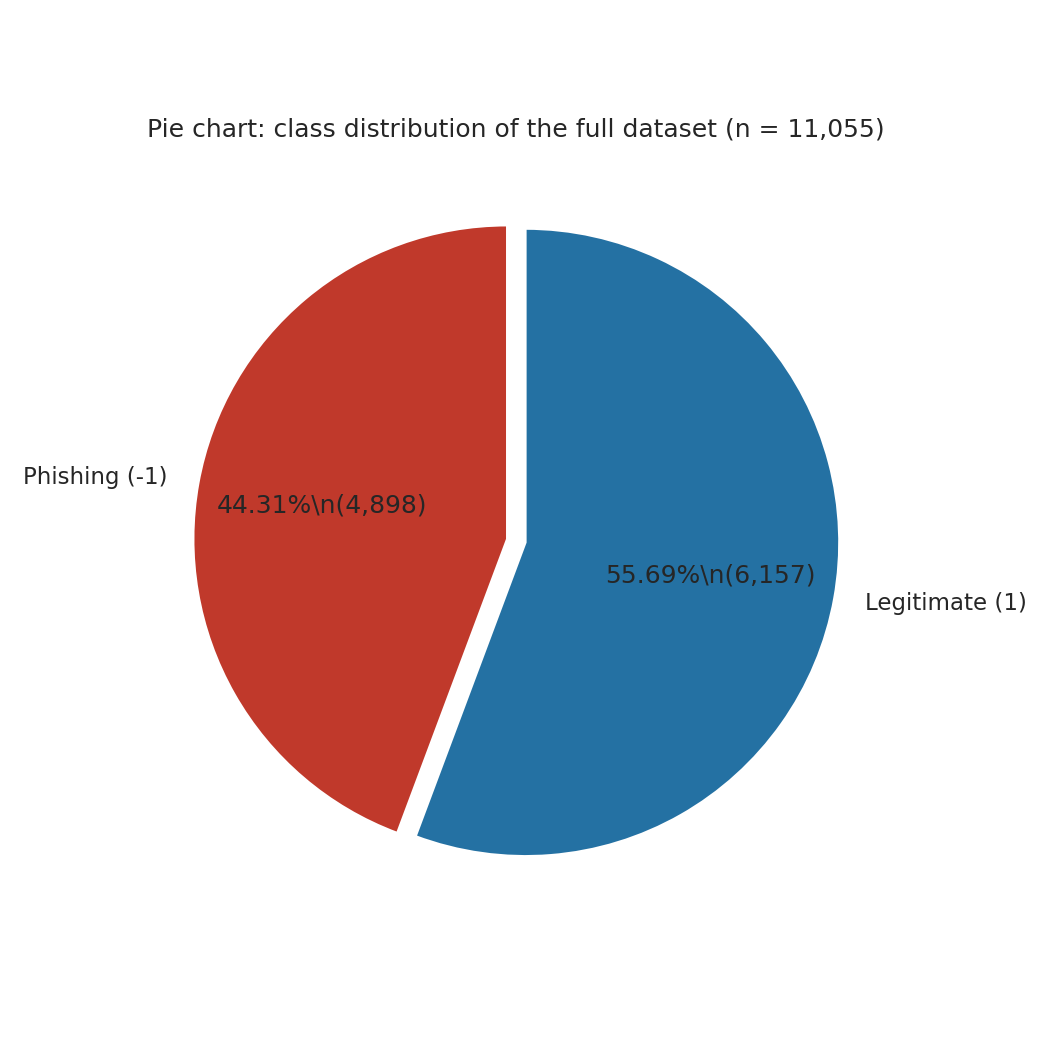 Pie chart: class distribution of the full dataset (n = 11,055)
Phishing (-1)
44.31%\n(4,898)
55.69%\n(6,157)
Legitimate (1)